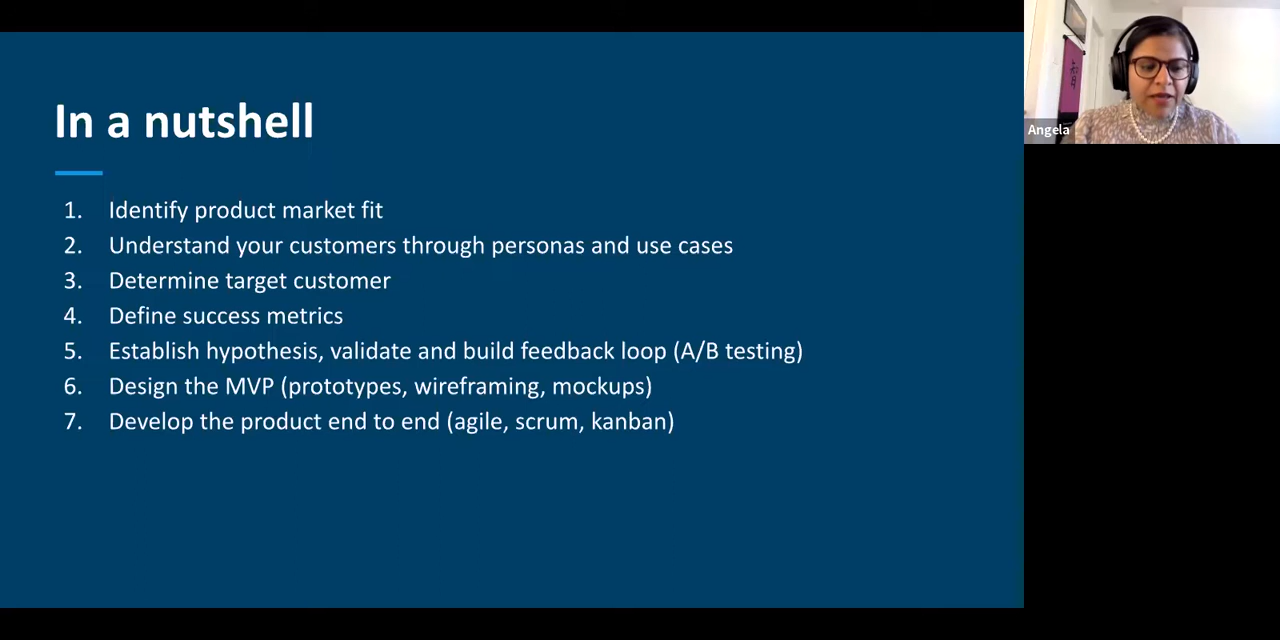 In a nutshell
1. Identify product market fit
2. Understand your customers through personas and use cases
3. Determine target customer
4. Define success metrics
5. Establish hypothesis, validate and build feedback loop (A/B testing)
6. Design the MVP (prototypes, wireframing, mockups)
7. Develop the product end to end (agile, scrum, kanban)
Angela